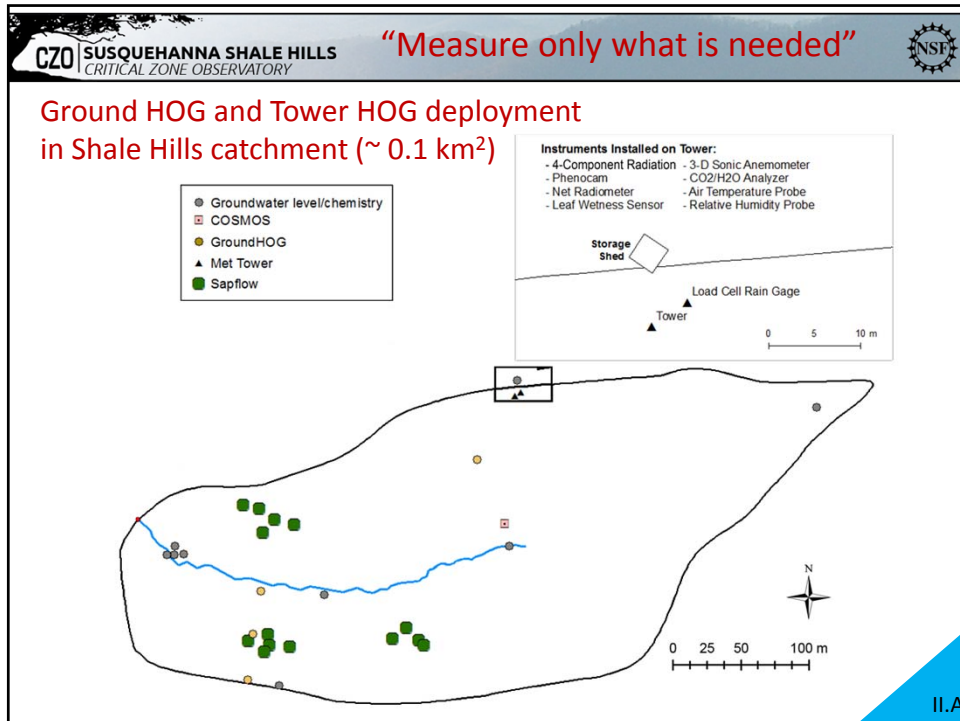 CZO SUSQUEHANNA SHALE HILLS
CRITICAL ZONE OBSERVATORY
“Measure only what is needed”
NSF
Ground HOG and Tower HOG deployment
in Shale Hills catchment (~ 0.1 km²)
Groundwater level/chemistry
COSMOS
GroundHOG
Met Tower
Sapflow
Instruments Installed on Tower:
- 4-Component Radiation - 3-D Sonic Anemometer
- Phenocam - CO2/H2O Analyzer
- Net Radiometer - Air Temperature Probe
- Leaf Wetness Sensor - Relative Humidity Probe
Storage
Shed
Load Cell Rain Gage
Tower
0 5 10 m
N
0 25 50 100 m
II.A